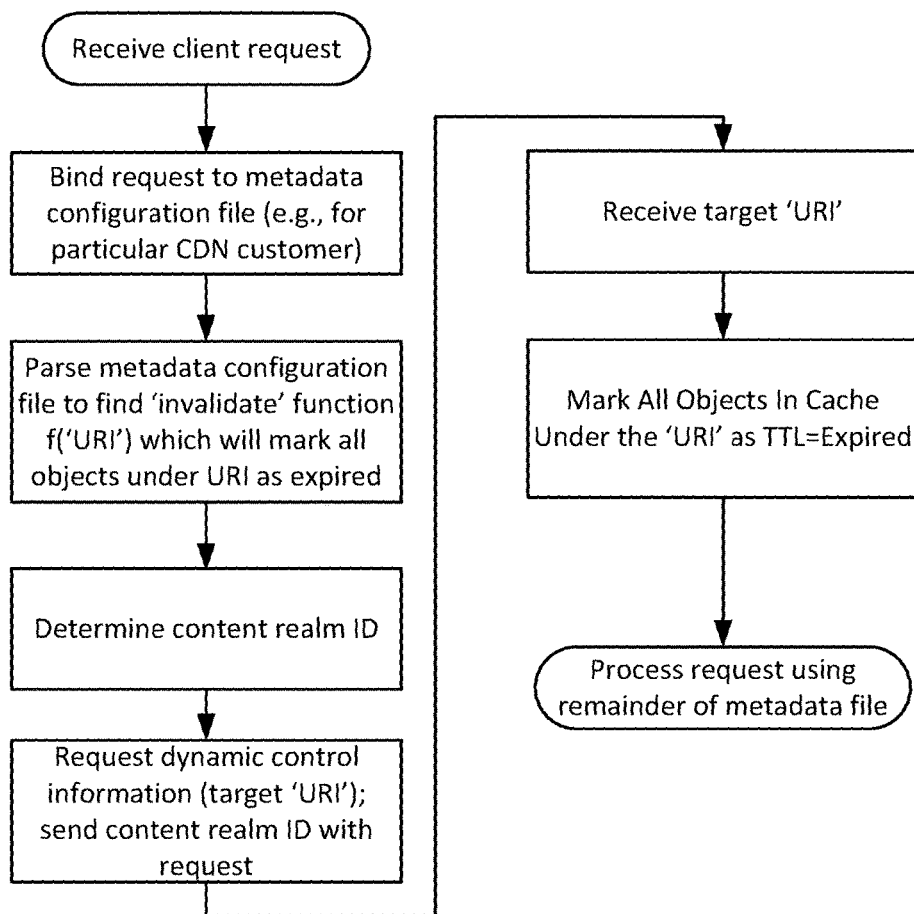 Receive client request
Bind request to metadata
configuration file (e.g., for
particular CDN customer)
Parse metadata configuration
file to find ‘invalidate’ function
f(‘URI’) which will mark all
objects under URI as expired
Determine content realm ID
Request dynamic control
information (target ‘URI’);
send content realm ID with
request
Receive target ‘URI’
Mark All Objects In Cache
Under the ‘URI’ as TTL=Expired
Process request using
remainder of metadata file